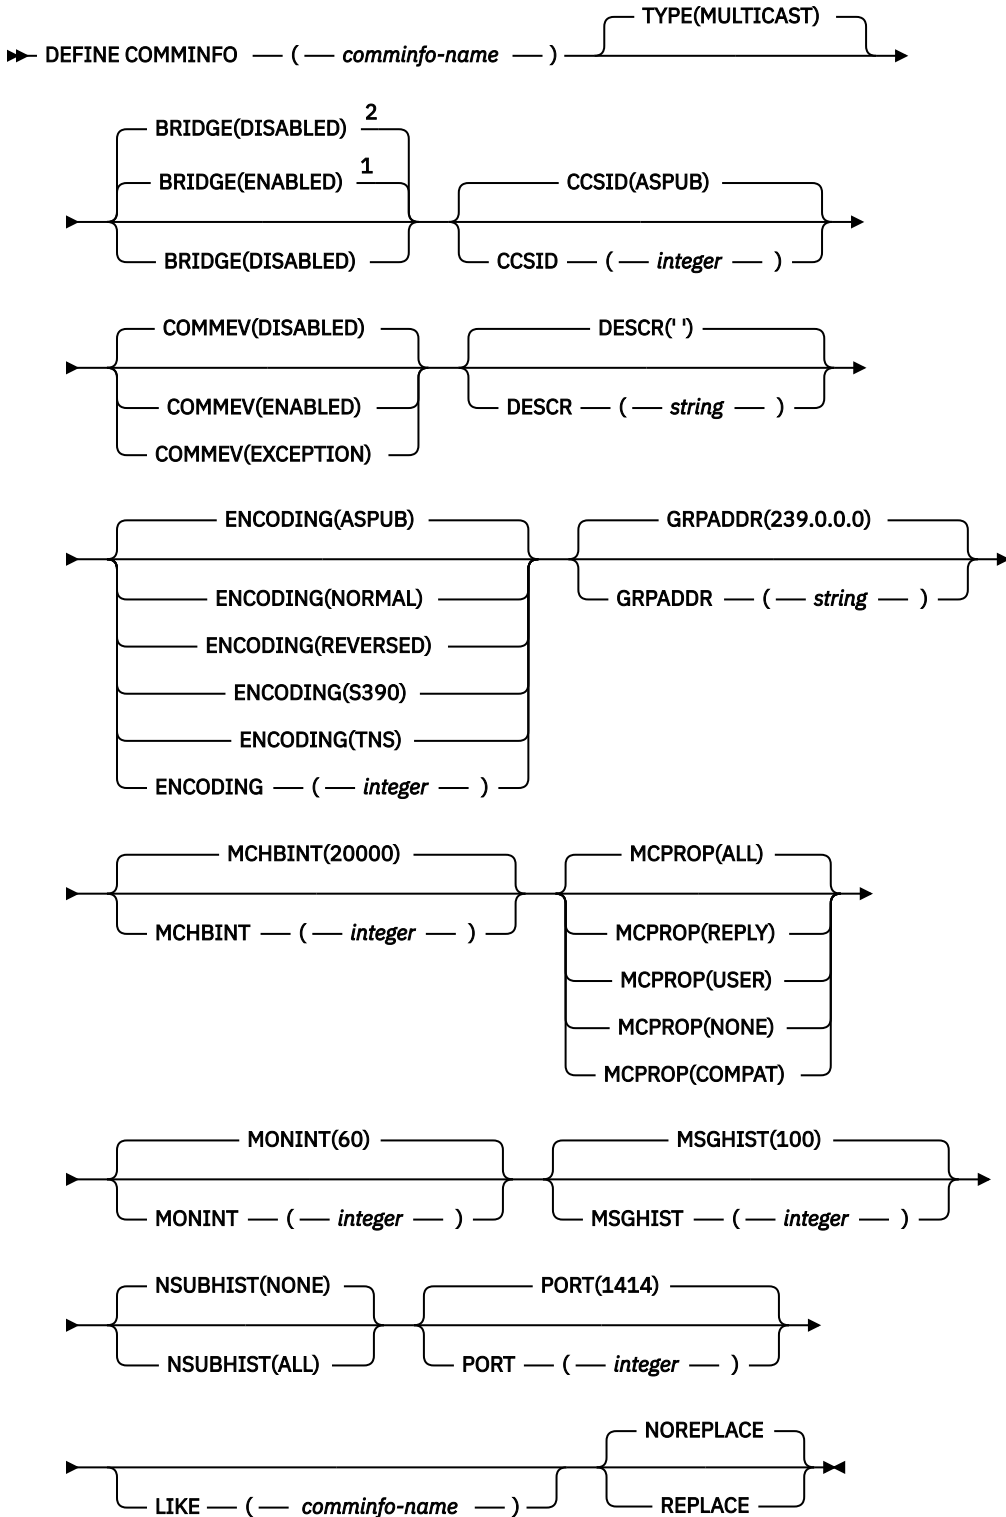 TYPE(MULTICAST)
DEFINE COMMINFO ( comminfo-name )
BRIDGE(DISABLED) 2
BRIDGE(ENABLED) 1
CCSID(ASPUB)
BRIDGE(DISABLED)
CCSID ( integer )
COMMEV(DISABLED)
DESCR(' ')
COMMEV(ENABLED)
DESCR ( string )
COMMEV(EXCEPTION)
ENCODING(ASPUB)
GRPADDR(239.0.0.0)
ENCODING(NORMAL)
GRPADDR ( string )
ENCODING(REVERSED)
ENCODING(S390)
ENCODING(TNS)
ENCODING ( integer )
MCHBINT(20000)
MCPROP(ALL)
MCHBINT ( integer )
MCPROP(REPLY)
MCPROP(USER)
MCPROP(NONE)
MCPROP(COMPAT)
MONINT(60)
MSGHIST(100)
MONINT ( integer )
MSGHIST ( integer )
NSUBHIST(NONE)
PORT(1414)
NSUBHIST(ALL)
PORT ( integer )
NOREPLACE
LIKE ( comminfo-name )
REPLACE